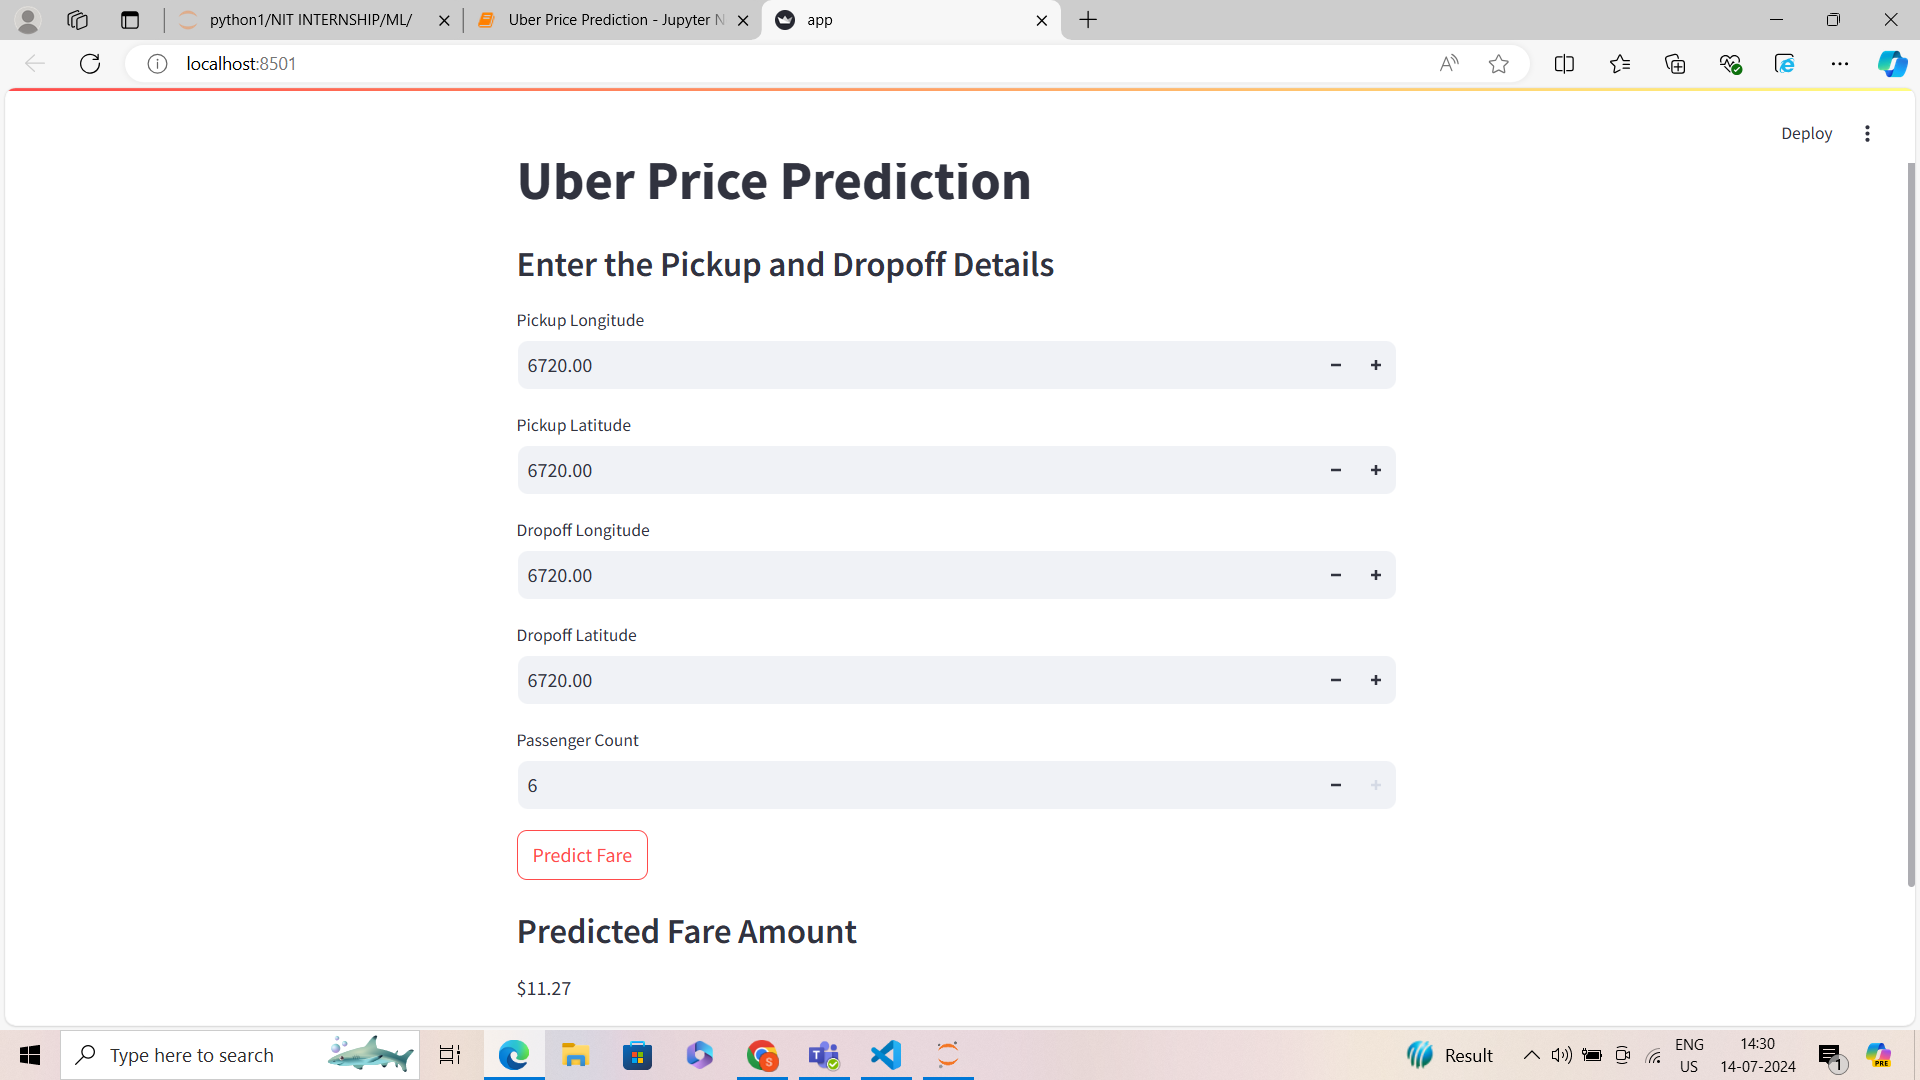 python1/NIT INTERNSHIP/ML/
Uber Price Prediction - Jupyter N
app
localhost:8501
Deploy
Uber Price Prediction
Enter the Pickup and Dropoff Details
Pickup Longitude
6720.00
Pickup Latitude
6720.00
Dropoff Longitude
6720.00
Dropoff Latitude
6720.00
Passenger Count
6
Predict Fare
Predicted Fare Amount
$11.27
Type here to search
S
Result
ENG
US
14:30
14-07-2024
1
PRE